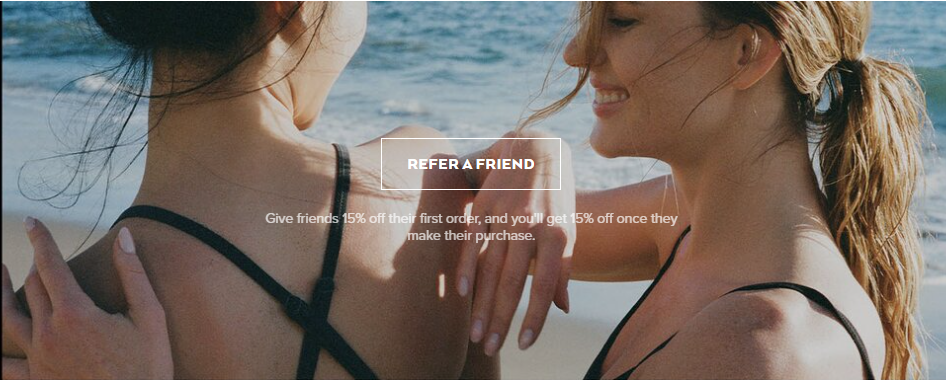 REFER A FRIEND
Give friends 15% off their first order, and you'll get 15% off once they
make their purchase.